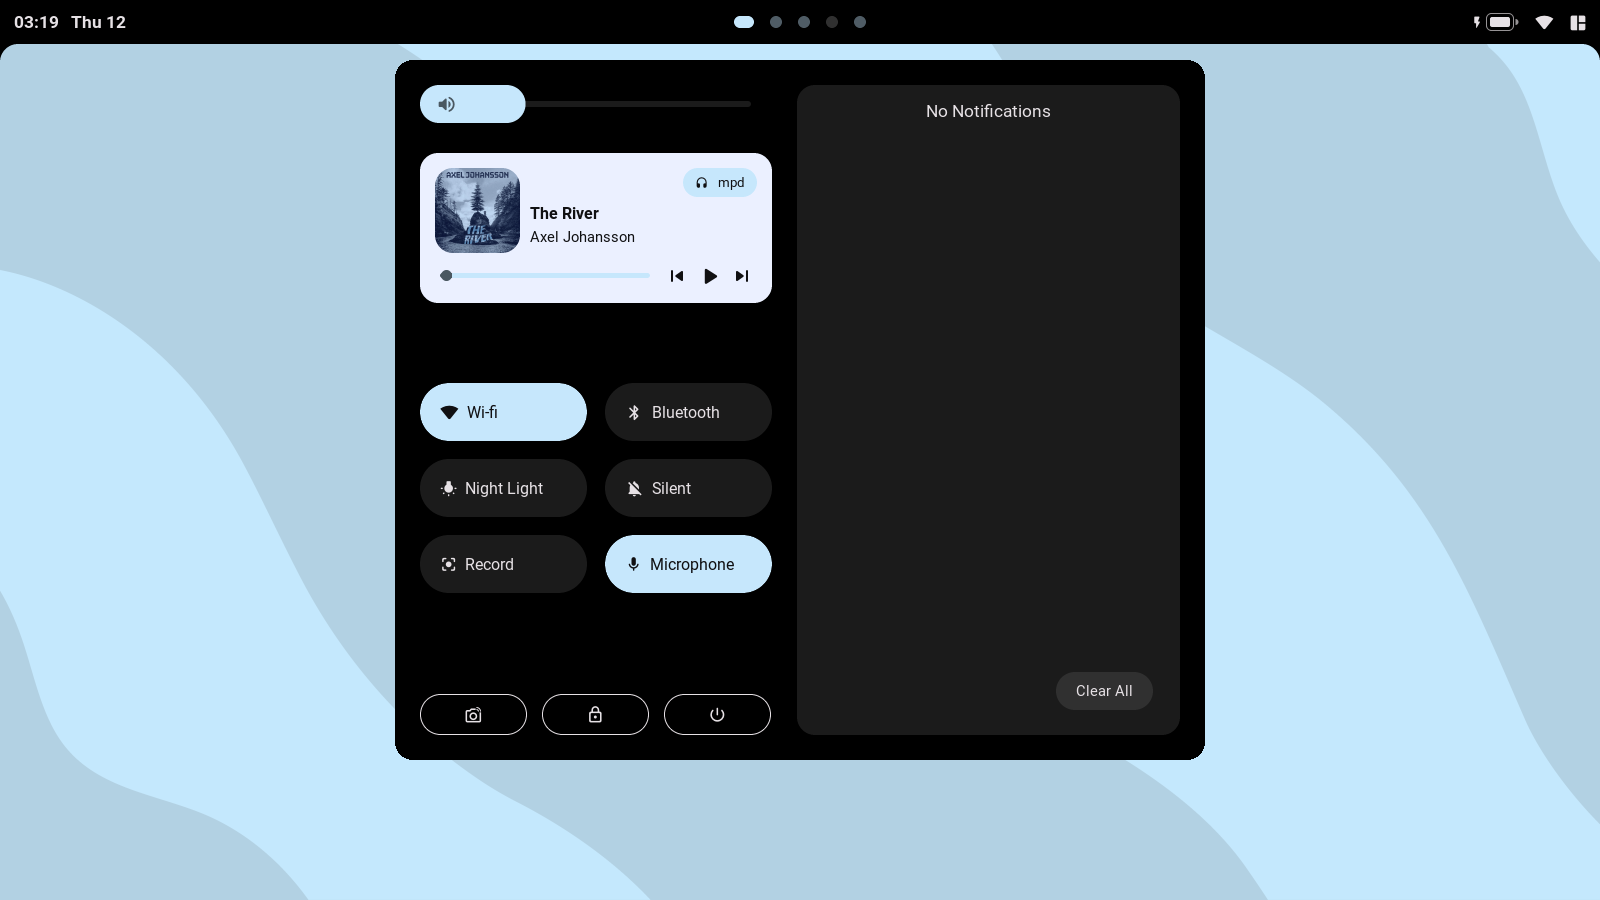 03:19 Thu 12
No Notifications
AXEL JOHANSSON
THE
RIVER
mpd
The River
Axel Johansson
Wi-fi
Bluetooth
Night Light
Silent
Record
Microphone
Clear All